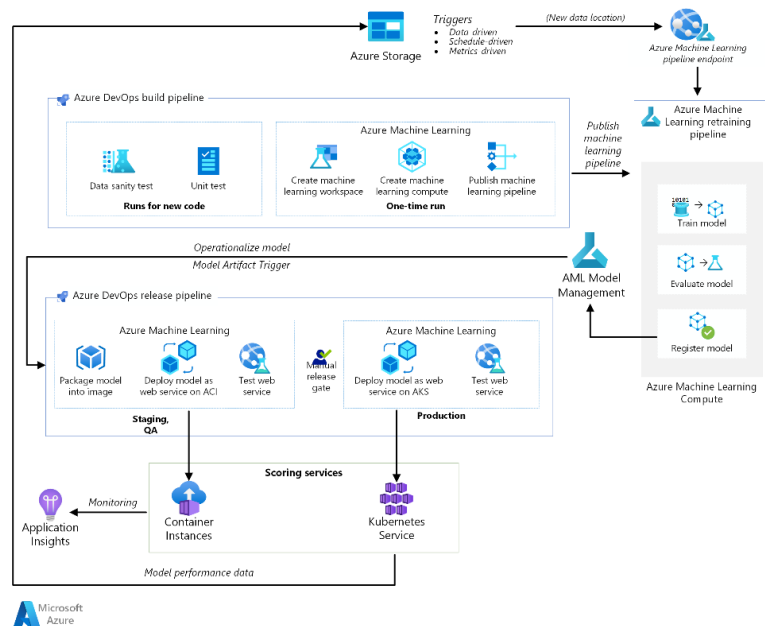 Triggers
• Data driven
• Schedule-driven
• Metrics driven
(New data location)
Azure Storage
Azure Machine Learning
pipeline endpoint
Azure DevOps build pipeline
Azure Machine Learning
Data sanity test
Unit test
Runs for new code
Create machine
learning workspace
Create machine
learning compute
Publish machine
learning pipeline
One-time run
Publish
machine
learning
pipeline
Azure Machine
Learning retraining
pipeline
10101
Train model
Evaluate model
Register model
Azure Machine Learning
Compute
Operationalize model
Model Artifact Trigger
AML Model
Management
Azure DevOps release pipeline
Azure Machine Learning
Package model
into image
Deploy model as
web service on ACI
Test web
service
Staging,
QA
Manual
release
gate
Azure Machine Learning
Deploy model as web
service on AKS
Test web
service
Production
Scoring services
Container
Instances
Kubernetes
Service
Monitoring
Application
Insights
Model performance data
Microsoft
Azure